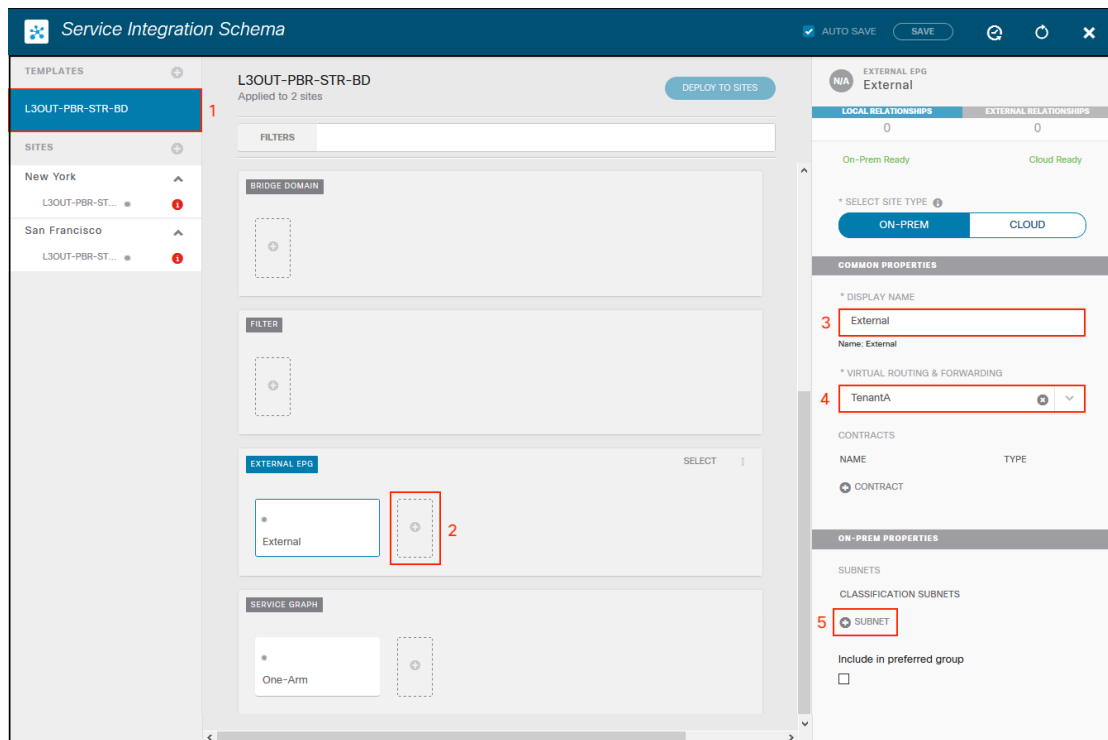 Service Integration Schema
AUTO SAVE
SAVE
TEMPLATES
L3OUT-PBR-STR-BD
1
SITES
New York
L3OUT-PBR-ST...
San Francisco
L3OUT-PBR-ST...
L3OUT-PBR-STR-BD
Applied to 2 sites
DEPLOY TO SITES
FILTERS
BRIDGE DOMAIN
FILTER
EXTERNAL EPG
SELECT
External
2
SERVICE GRAPH
One-Arm
N/A
EXTERNAL EPG
External
LOCAL RELATIONSHIPS
EXTERNAL RELATIONSHIPS
0
0
On-Prem Ready
Cloud Ready
* SELECT SITE TYPE
ON-PREM
CLOUD
COMMON PROPERTIES
* DISPLAY NAME
3
External
Name: External
* VIRTUAL ROUTING & FORWARDING
4
TenantA
CONTRACTS
NAME
TYPE
CONTRACT
ON-PREM PROPERTIES
SUBNETS
CLASSIFICATION SUBNETS
5
SUBNET
Include in preferred group